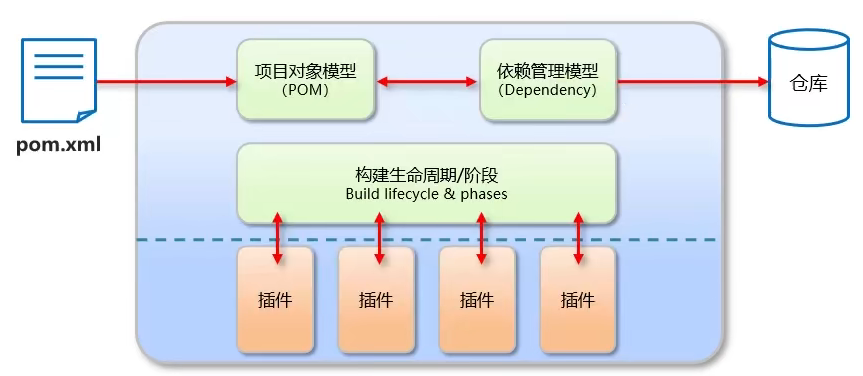 项目对象模型
（POM）
依赖管理模型
（Dependency）
仓库
pom.xml
构建生命周期/阶段
Build lifecycle & phases
插件
插件
插件
插件